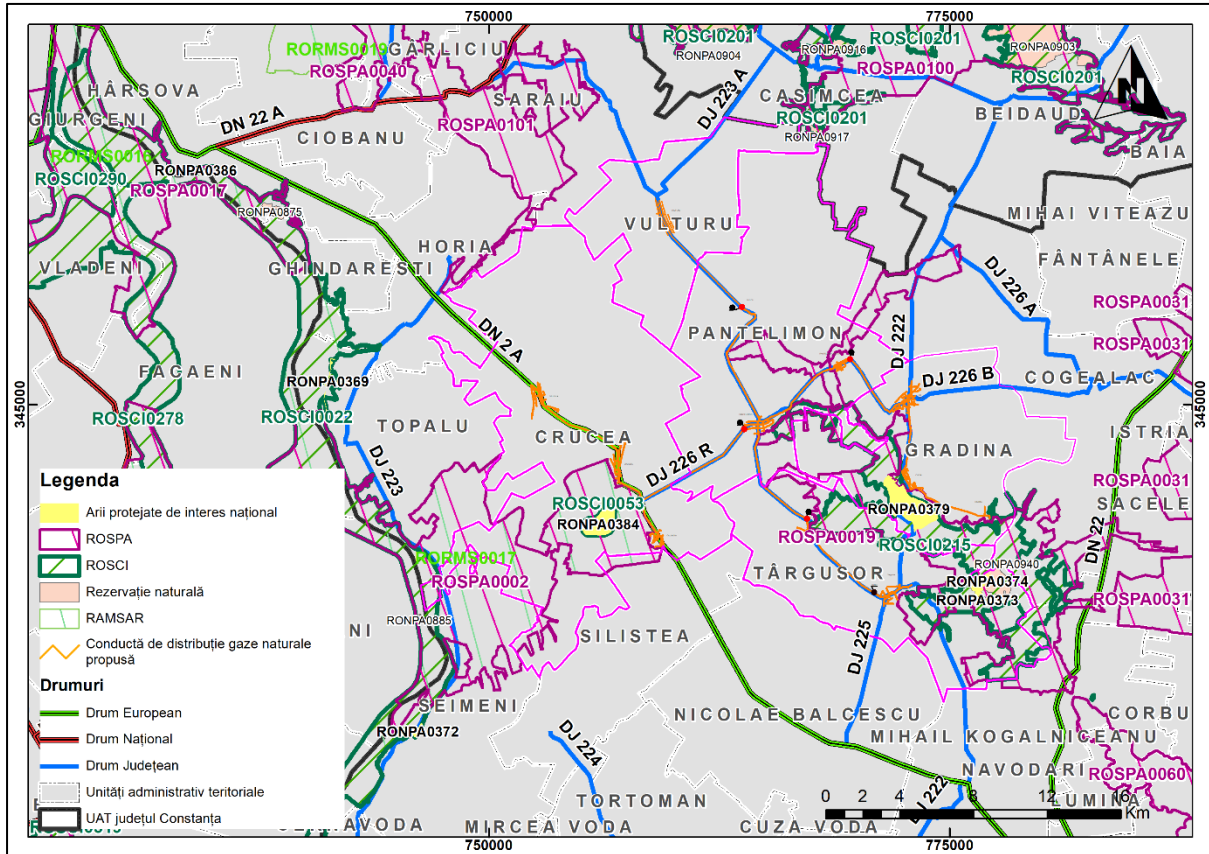 750000
775000
RORMS0019
GÂRLICIU
ROSCI0201
RONPA0904
RONPA0916
ROSCI0201
RONPA0903
ROSPA0040
ROSPA0100
ROSCI0201
HÂRSOVA
SARAIU
DJ 223 A
CASIMCEA
N
GIURGENI
DN 22 A
CIOBANU
ROSPA0101
ROSCI0201
BEIDAUD
RONPA0917
RORMS0018
RONPA0386
BAIA
ROSCI0290
ROSPA0017
RONPA0875
VULTURU
MIHAI VITEAZU
HORIA
FÂNTÂNELE
VLADENI
GHINDARESTI
DJ 226 A
ROSPA0031
DN 2 A
PANTELIMON
DJ 222
ROSPA0031
FACAENI
RONPA0369
DJ 226 B
COGEALAC
345000
345000
ROSCI0278
ROSCI0022
TOPALU
CRUCEA
ISTRIA
GRADINA
DJ 226 R
DJ 223
ROSPA0031
ROSCI0053
SACELE
RONPA0384
RONPA0379
DN 22
ROSPA0019
ROSCI0215
RORMS0017
RONPA0940
ROSPA0002
TÂRGUSOR
RONPA0374
RONPA0373
ROSPA0031
RONPA0885
NI
SILISTEA
DJ 225
SEIMENI
NICOLAE BALCESCU
CORBU
RONPA0372
DJ 224
MIHAIL KOGALNICEANU
NAVODARI
ROSPA0060
TORTOMAN
DJ 222
LUMINA
MIRCEA VODA
CUZA VODA
0 2 4 8 12 16
Km
750000
775000
Legenda
Arii protejate de interes național
ROSPA
ROSCI
Rezervație naturală
RAMSAR
Conductă de distribuție gaze naturale
propusă
Drumuri
Drum European
Drum Național
Drum Județean
Unități administrativ teritoriale
UAT județul Constanța